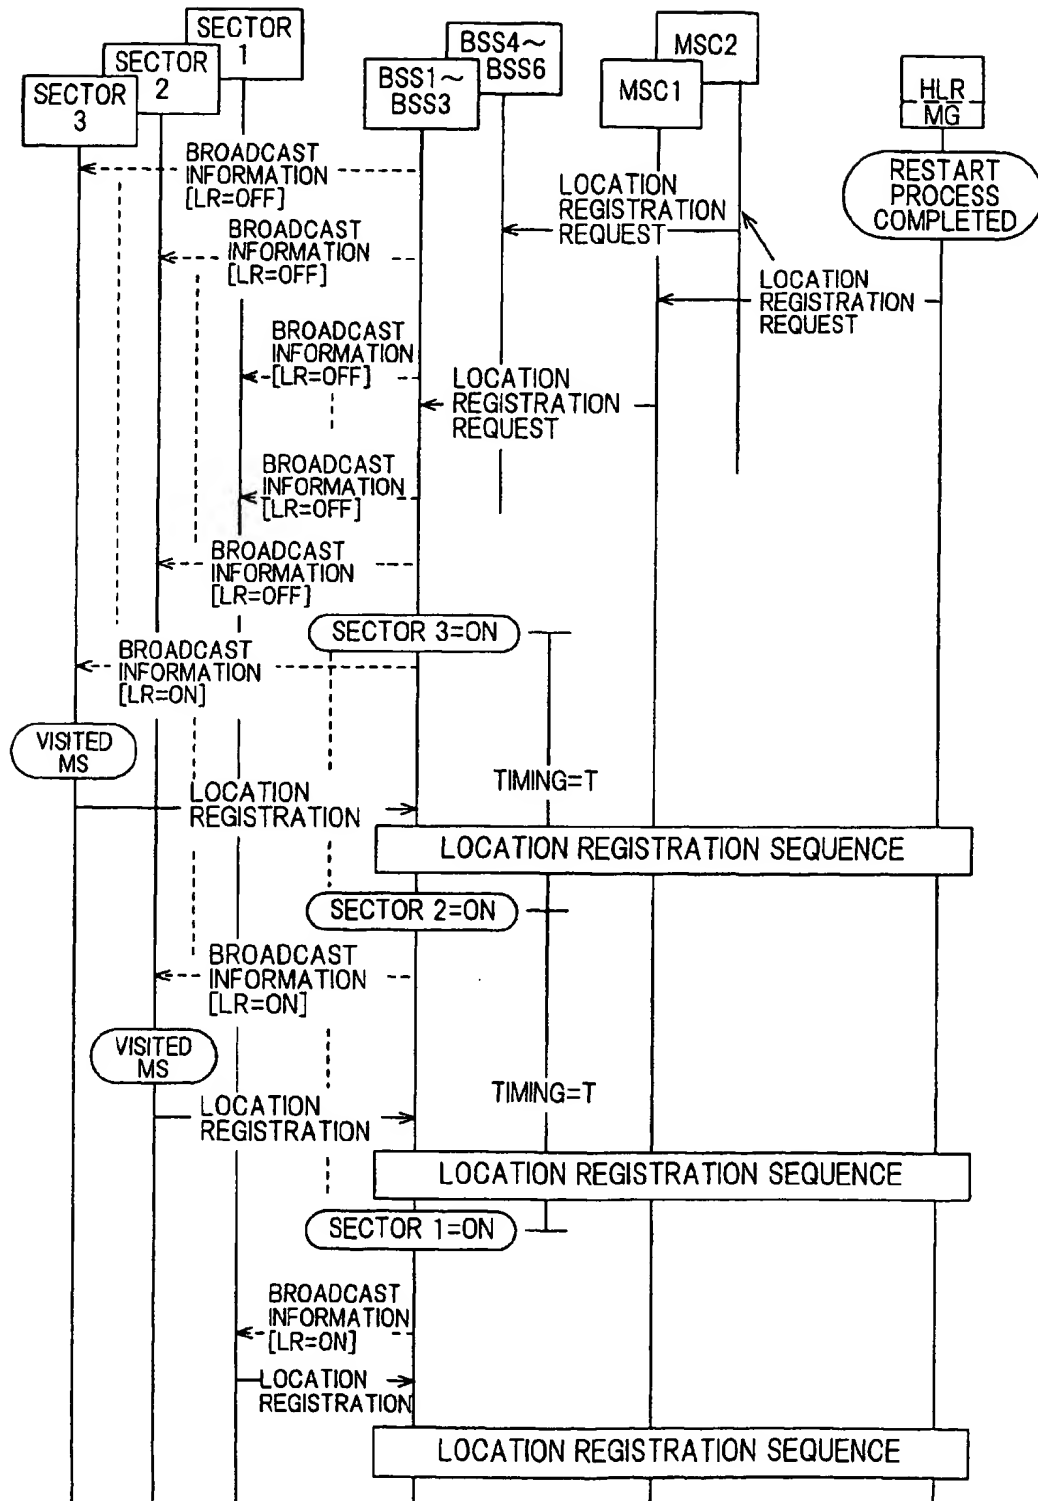 SECTOR
1
SECTOR
2
SECTOR
3
BSS4~
BSS6
BSS1~
BSS3
MSC2
MSC1
HLR
MG
BROADCAST
INFORMATION
[LR=OFF]
RESTART
PROCESS
COMPLETED
LOCATION
REGISTRATION
REQUEST
BROADCAST
INFORMATION
[LR=OFF]
LOCATION
REGISTRATION
REQUEST
BROADCAST
INFORMATION
[LR=OFF]
LOCATION
REGISTRATION
REQUEST
BROADCAST
INFORMATION
[LR=OFF]
BROADCAST
INFORMATION
[LR=OFF]
SECTOR 3=ON
BROADCAST
INFORMATION
[LR=ON]
VISITED
MS
TIMING=T
LOCATION
REGISTRATION
LOCATION REGISTRATION SEQUENCE
SECTOR 2=ON
BROADCAST
INFORMATION
[LR=ON]
VISITED
MS
TIMING=T
LOCATION
REGISTRATION
LOCATION REGISTRATION SEQUENCE
SECTOR 1=ON
BROADCAST
INFORMATION
[LR=ON]
LOCATION
REGISTRATION
LOCATION REGISTRATION SEQUENCE